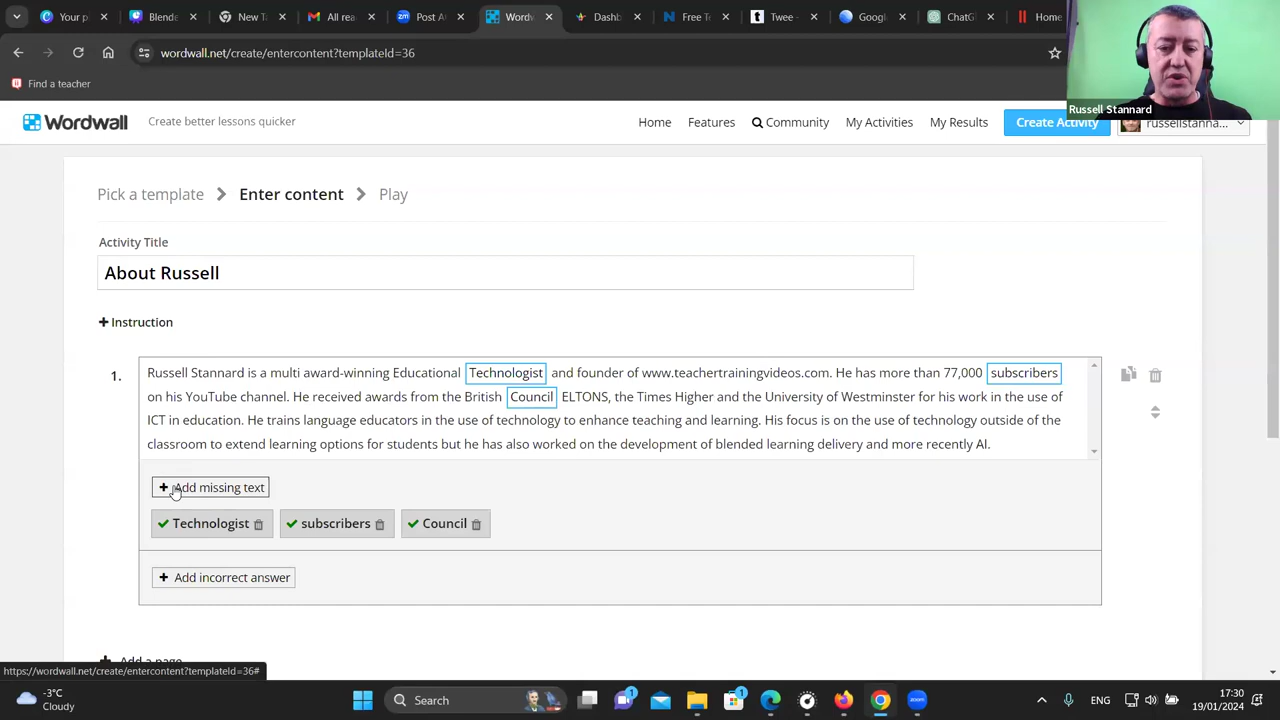 C Your p
Blende
New T
All rea
Post A
Wordw
Dashb
Free T
t Twee -
Google
ChatG
Home
wordwall.net/create/entercontent?templateId=36
Find a teacher
Russell Stannard
Wordwall
Create better lessons quicker
Home Features Community My Activities My Results Create Activity russellstanna...
Pick a template > Enter content > Play
Activity Title
About Russell
+ Instruction
1. Russell Stannard is a multi award-winning Educational Technologist and founder of www.teachertrainingvideos.com. He has more than 77,000 subscribers
on his YouTube channel. He received awards from the British Council ELTONS, the Times Higher and the University of Westminster for his work in the use of
ICT in education. He trains language educators in the use of technology to enhance teaching and learning. His focus is on the use of technology outside of the
classroom to extend learning options for students but he has also worked on the development of blended learning delivery and more recently AI.
+ Add missing text
Technologist subscribers Council
+ Add incorrect answer
+ Add a page
https://wordwall.net/create/entercontent?templateId=36#
-3°C
Cloudy
Search
1
1
ENG
17:30
19/01/2024